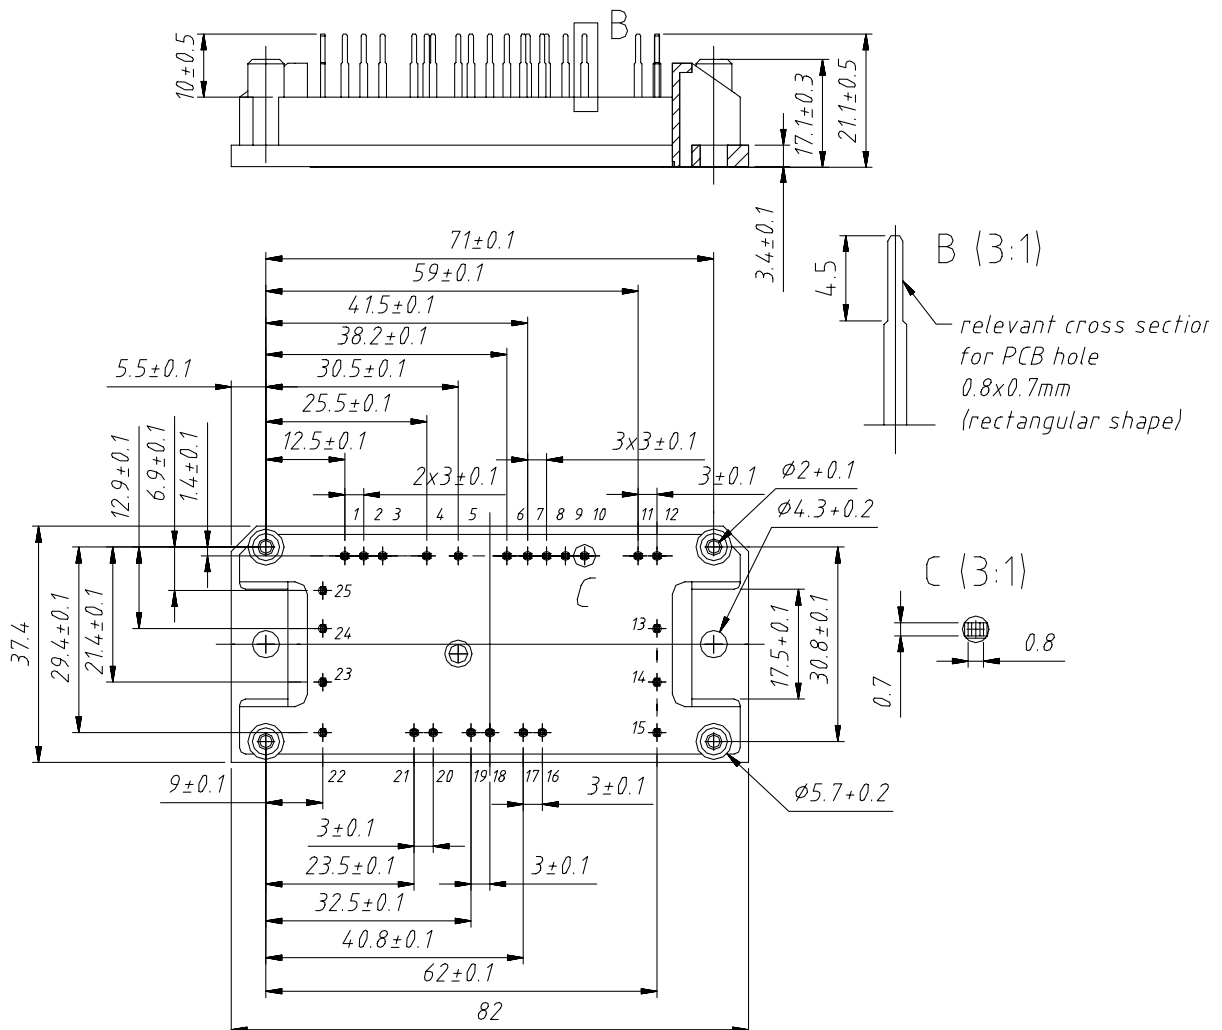 B
10±0.5
17.1±0.3
21.1±0.5
3.4±0.1
71±0.1
59±0.1
41.5±0.1
38.2±0.1
5.5±0.1
30.5±0.1
25.5±0.1
12.5±0.1
3x3±0.1
2x3±0.1
3±0.1
B (3:1)
4.5
relevant cross section
for PCB hole
0.8x0.7mm
(rectangular shape)
12.9±0.1
6.9±0.1
1.4±0.1
ϕ2+0.1
ϕ4.3+0.2
1 2 3 4 5 6 7 8 9 10 11 12
C
C (3:1)
25
24
23
13
14
15
37.4
29.4±0.1
21.4±0.1
17.5±0.1
30.8±0.1
0.7
0.8
22 21 20 19 18 17 16
9±0.1
3±0.1
ϕ5.7+0.2
3±0.1
23.5±0.1
3±0.1
32.5±0.1
40.8±0.1
62±0.1
82